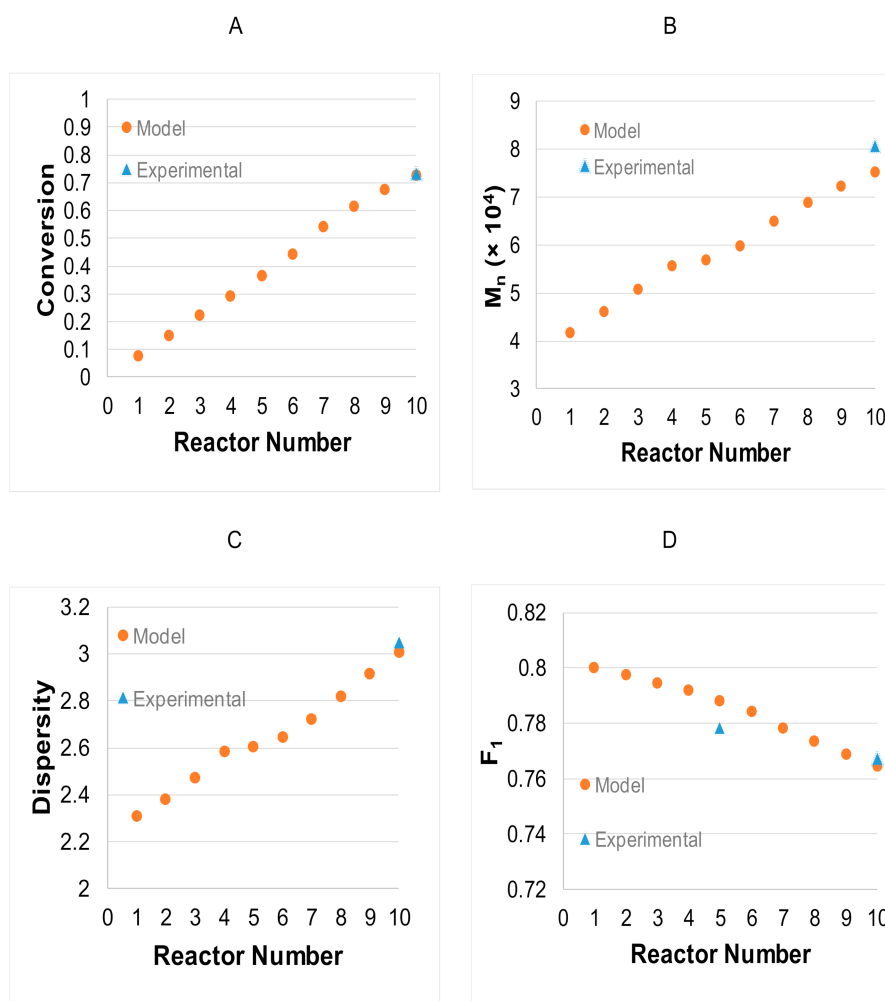 A
Conversion
1
0.9
0.8
0.7
0.6
0.5
0.4
0.3
0.2
0.1
0
Model
Experimental
0 1 2 3 4 5 6 7 8 9 10
Reactor Number
B
Mₙ (× 10⁴)
9
8
7
6
5
4
3
Model
Experimental
0 1 2 3 4 5 6 7 8 9 10
Reactor Number
C
Dispersity
3.2
3
2.8
2.6
2.4
2.2
2
Model
Experimental
0 1 2 3 4 5 6 7 8 9 10
Reactor Number
D
F₁
0.82
0.8
0.78
0.76
0.74
0.72
Model
Experimental
0 1 2 3 4 5 6 7 8 9 10
Reactor Number